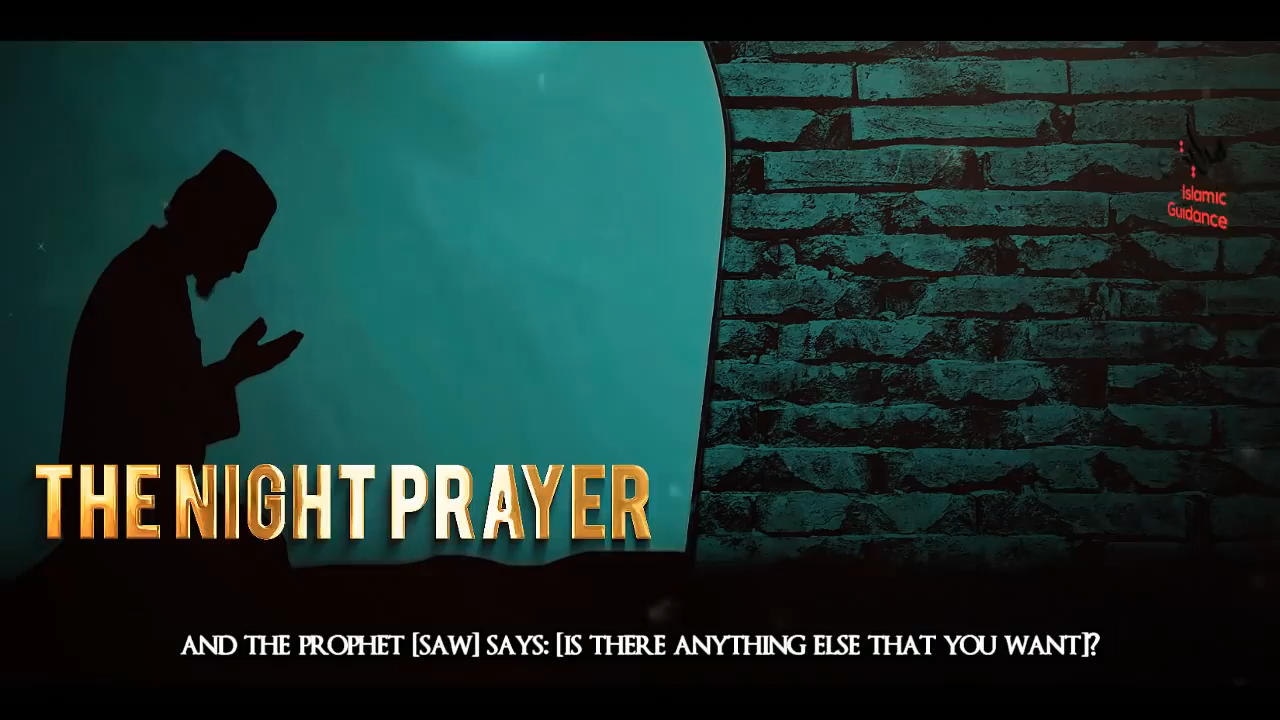 Islamic
Guidance
THE NIGHT PRAYER
AND THE PROPHET [SAW] SAYS: [IS THERE ANYTHING ELSE THAT YOU WANT]?